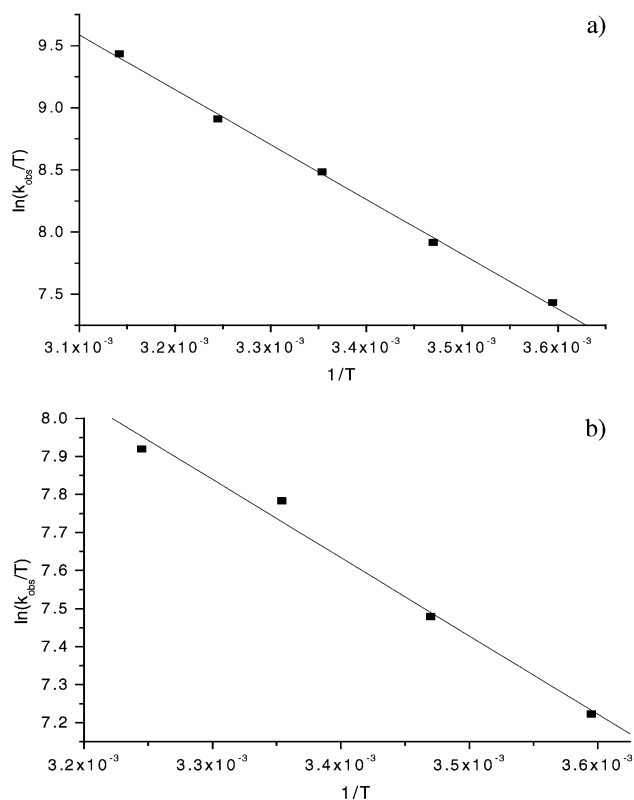 a)
9.5
9.0
8.5
8.0
7.5
ln(k_obs/T)
3.1x10⁻³ 3.2x10⁻³ 3.3x10⁻³ 3.4x10⁻³ 3.5x10⁻³ 3.6x10⁻³
1/T
b)
8.0
7.9
7.8
7.7
7.6
7.5
7.4
7.3
7.2
ln(k_obs/T)
3.2x10⁻³ 3.3x10⁻³ 3.4x10⁻³ 3.5x10⁻³ 3.6x10⁻³
1/T